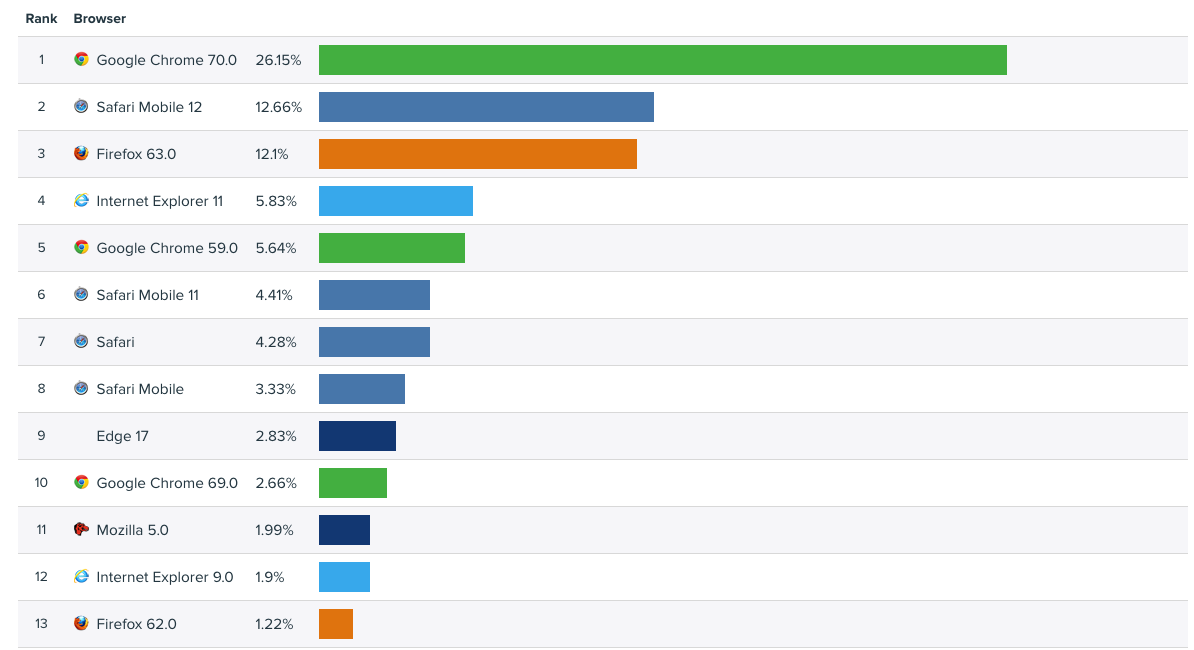 Rank Browser
1 Google Chrome 70.0 26.15%
2 Safari Mobile 12 12.66%
3 Firefox 63.0 12.1%
4 Internet Explorer 11 5.83%
5 Google Chrome 59.0 5.64%
6 Safari Mobile 11 4.41%
7 Safari 4.28%
8 Safari Mobile 3.33%
9 Edge 17 2.83%
10 Google Chrome 69.0 2.66%
11 Mozilla 5.0 1.99%
12 Internet Explorer 9.0 1.9%
13 Firefox 62.0 1.22%